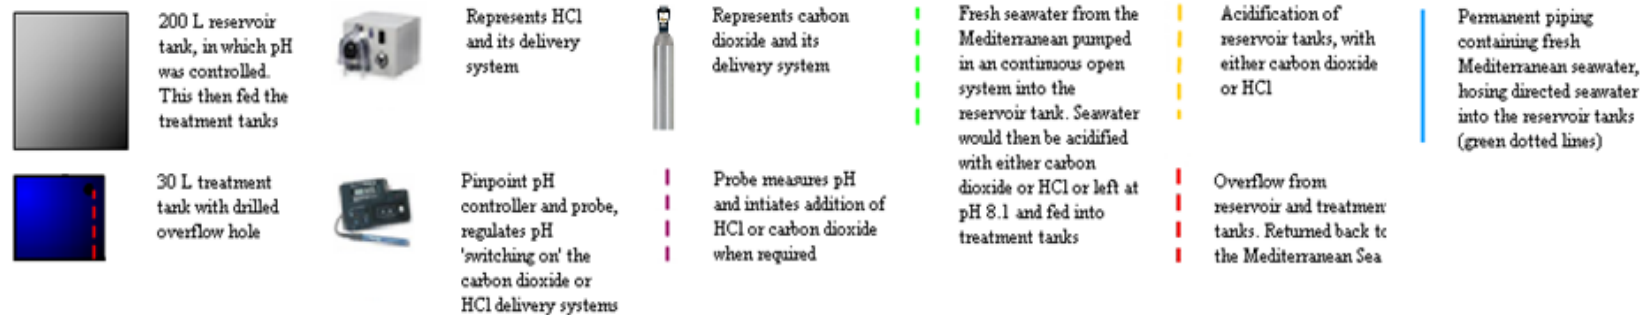 200 L reservoir
tank, in which pH
was controlled.
This then fed the
treatment tanks
Represents HCl
and its delivery
system
Represents carbon
dioxide and its
delivery system
Fresh seawater from the
Mediterranean pumped
in an continuous open
system into the
reservoir tank. Seawater
would then be acidified
with either carbon
dioxide or HCl or left at
pH 8.1 and fed into
treatment tanks
Acidification of
reservoir tanks, with
either carbon dioxide
or HCl
Permanent piping
containing fresh
Mediterranean seawater,
hosing directed seawater
into the reservoir tanks
(green dotted lines)
30 L treatment
tank with drilled
overflow hole
Pinpoint pH
controller and probe,
regulates pH
'switching on' the
carbon dioxide or
HCl delivery systems
Probe measures pH
and intiates addition of
HCl or carbon dioxide
when required
Overflow from
reservoir and treatmen
tanks. Returned back to
the Mediterranean Sea